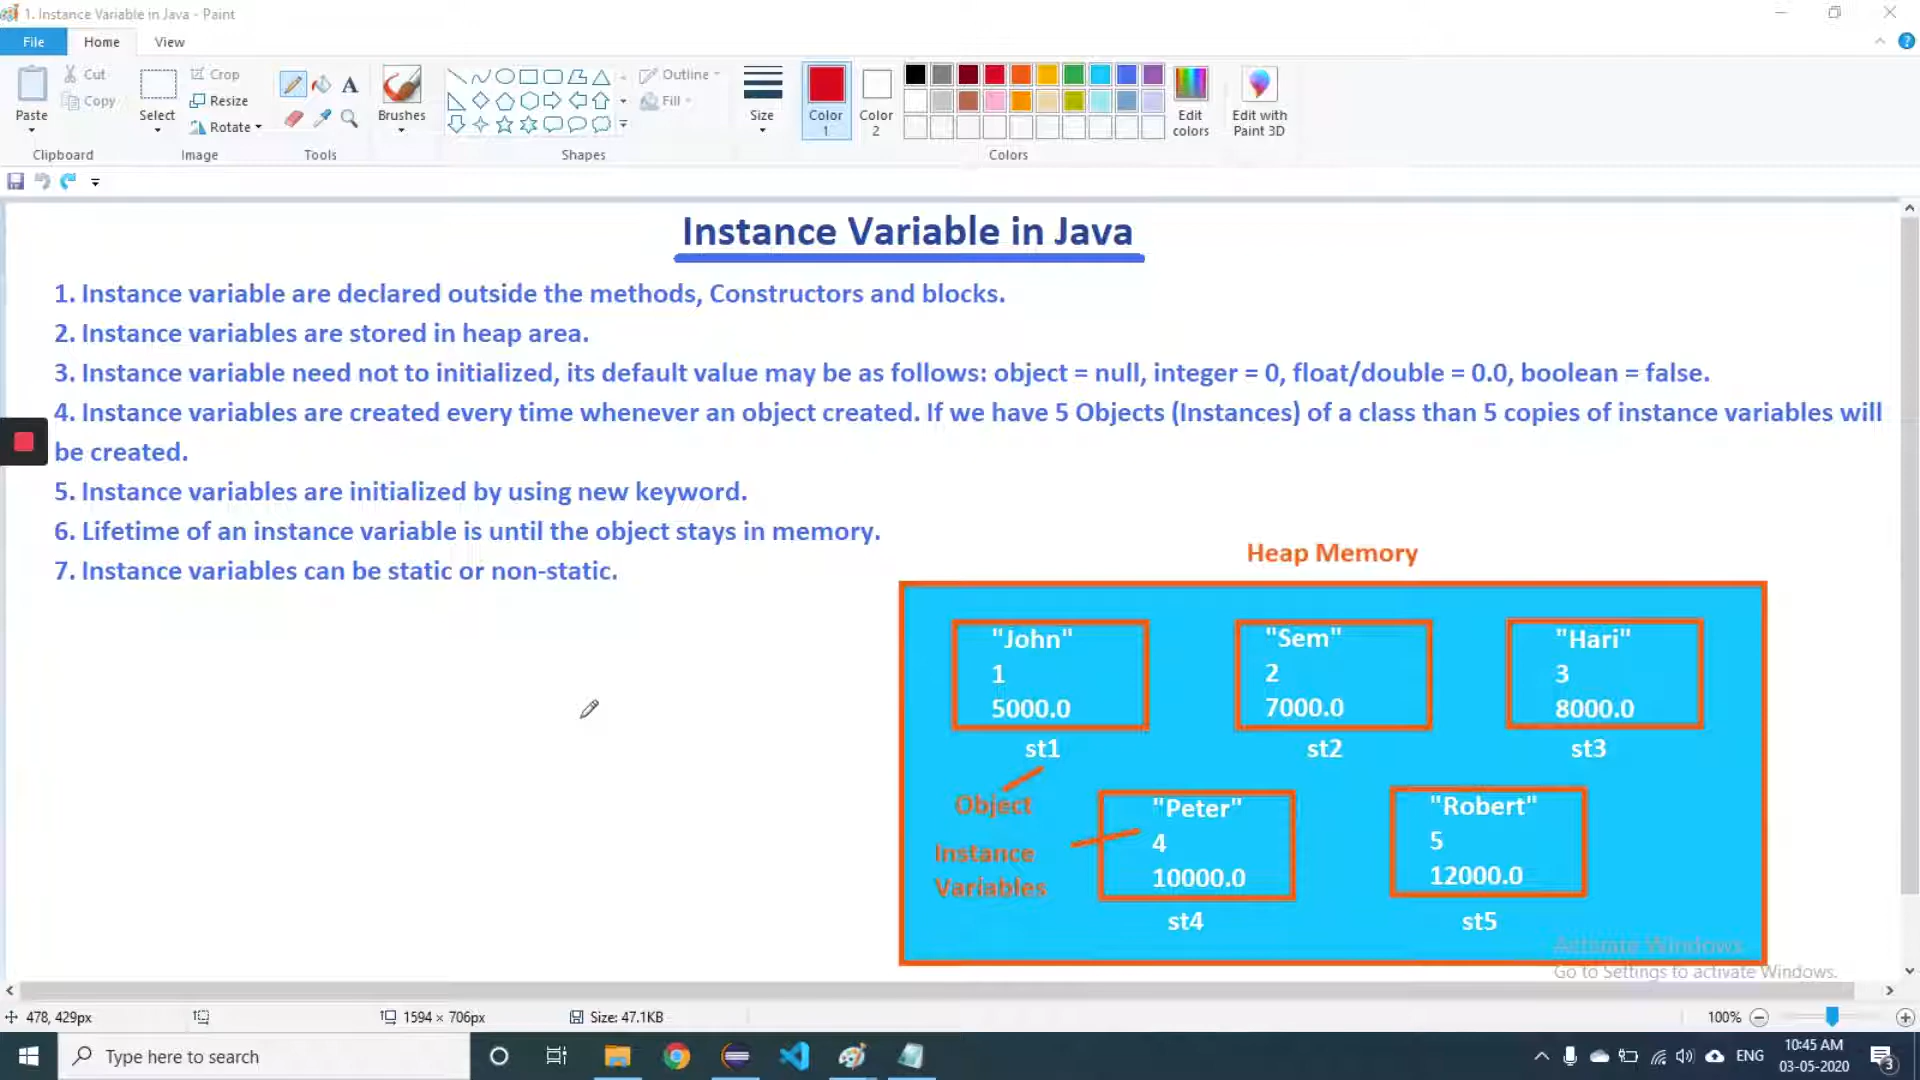 1. Instance Variable in Java - Paint
File Home View
Paste
Cut
Copy
Clipboard
Select
Crop
Resize
Rotate
Image
A
Tools
Brushes
Shapes
Outline
Fill
Size
Color 1
Color 2
Colors
Edit colors
Edit with Paint 3D
Instance Variable in Java
1. Instance variable are declared outside the methods, Constructors and blocks.
2. Instance variables are stored in heap area.
3. Instance variable need not to initialized, its default value may be as follows: object = null, integer = 0, float/double = 0.0, boolean = false.
4. Instance variables are created every time whenever an object created. If we have 5 Objects (Instances) of a class than 5 copies of instance variables will
be created.
5. Instance variables are initialized by using new keyword.
6. Lifetime of an instance variable is until the object stays in memory.
7. Instance variables can be static or non-static.
Heap Memory
"John"
1
5000.0
st1
"Sem"
2
7000.0
st2
"Hari"
3
8000.0
st3
Object
Instance
Variables
"Peter"
4
10000.0
st4
"Robert"
5
12000.0
st5
Activate Windows
Go to Settings to activate Windows.
478, 429px
1594 × 706px
Size: 47.1KB
100%
Type here to search
ENG
10:45 AM
03-05-2020
3